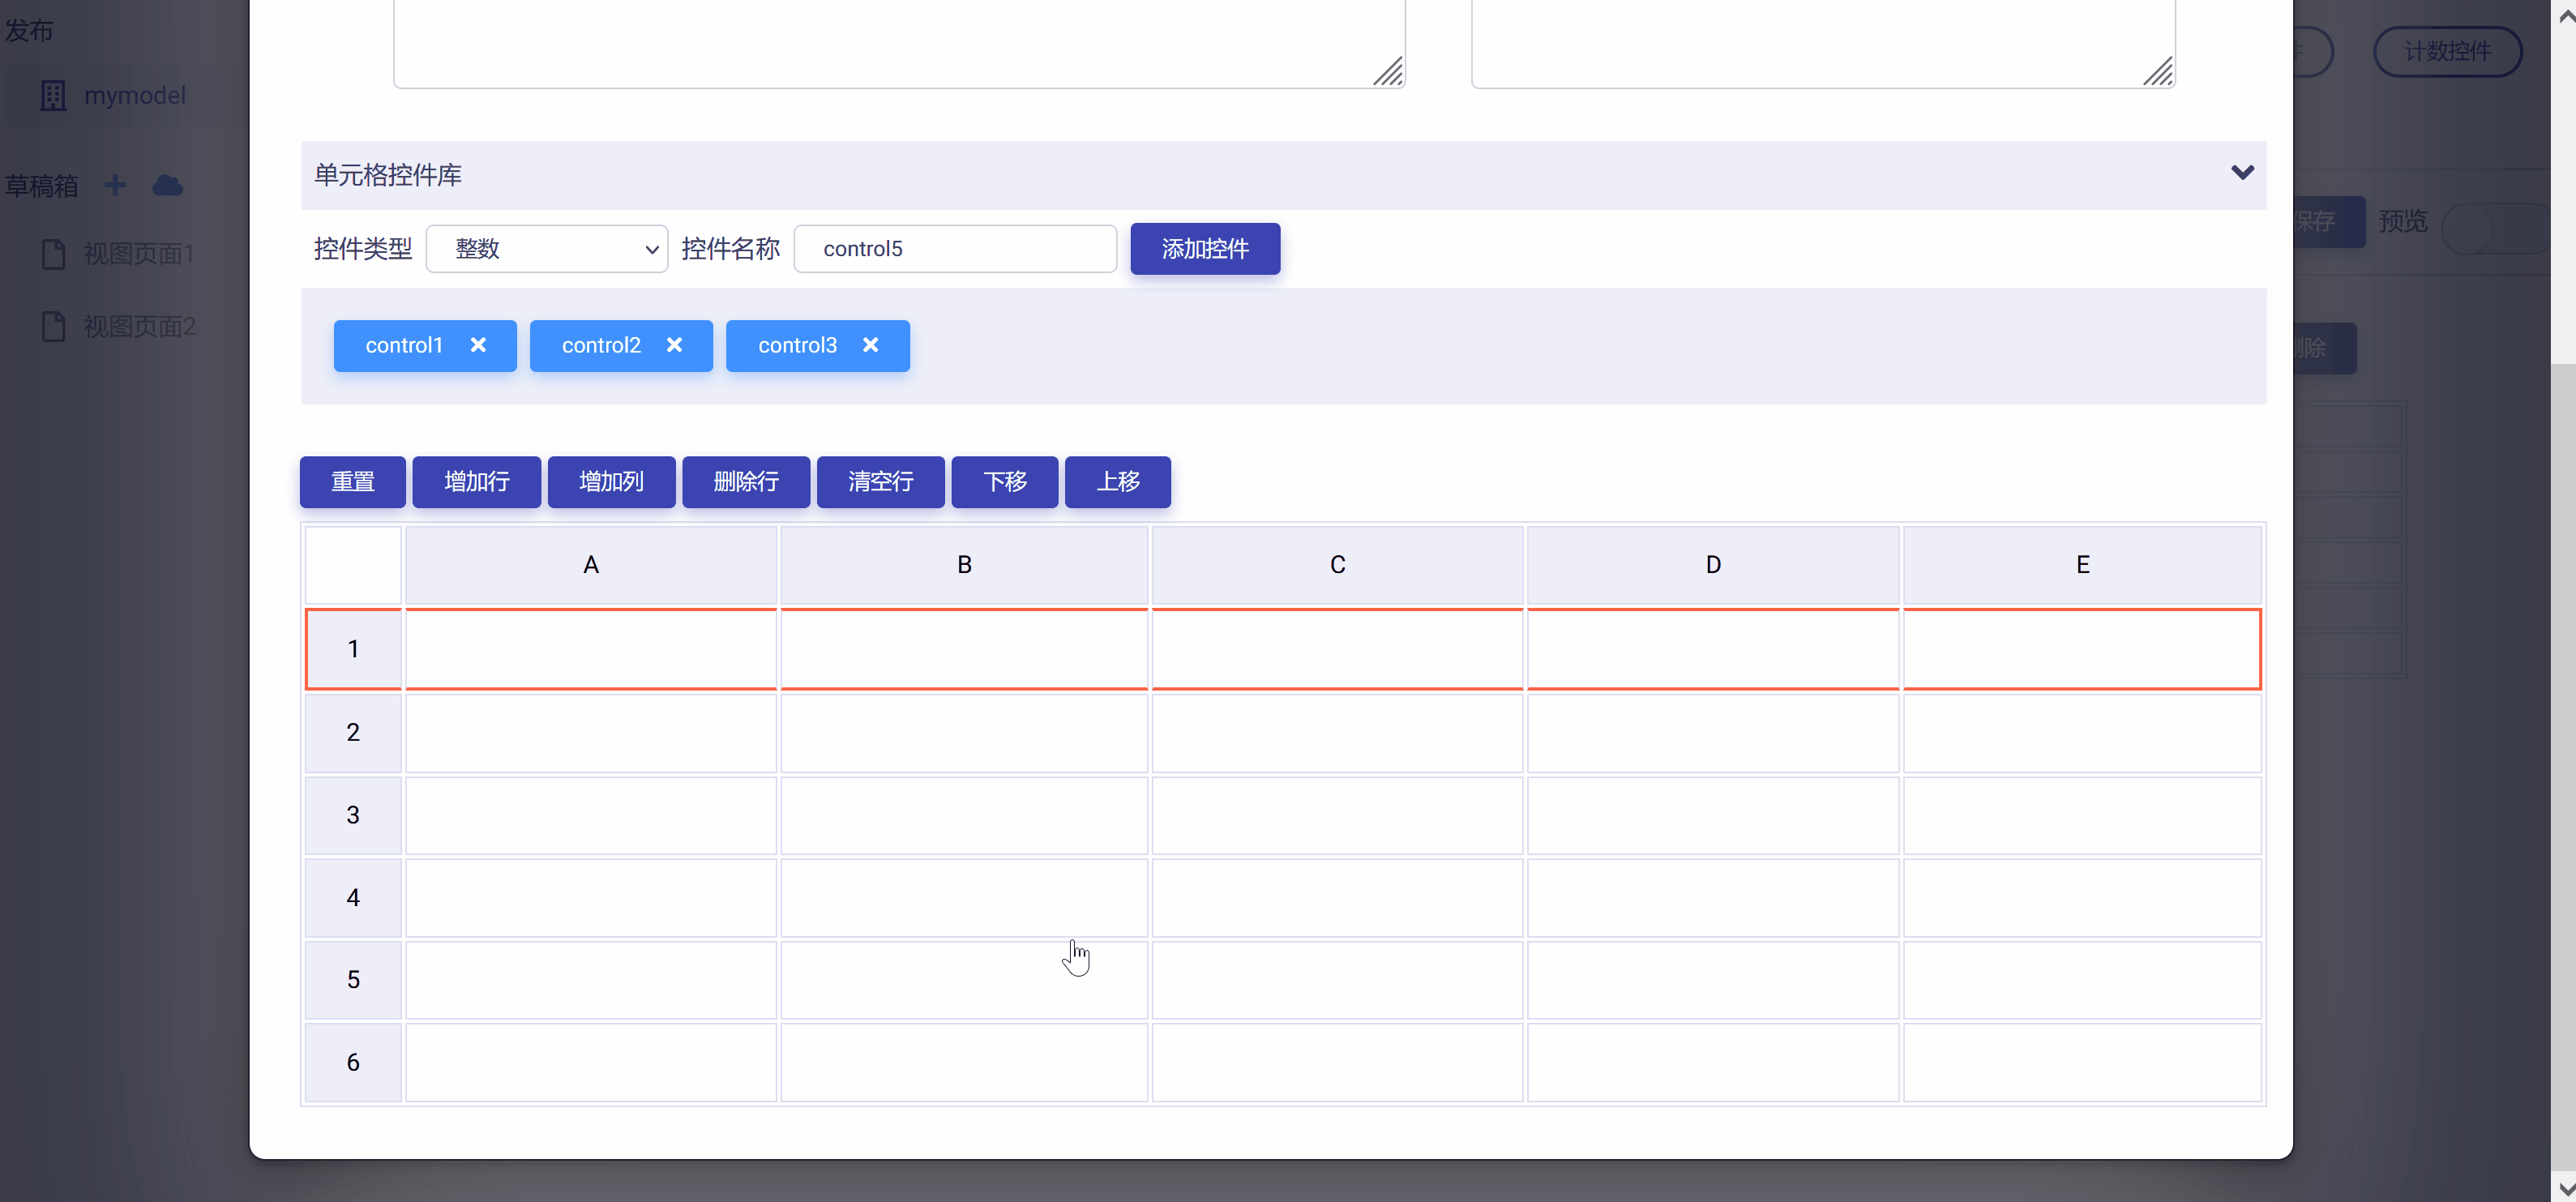 发布
mymodel
草稿箱
视图页面1
视图页面2
计数控件
保存 预览
删除
单元格控件库
控件类型 整数 控件名称 control5 添加控件
control1 control2 control3
重置 增加行 增加列 删除行 清空行 下移 上移
A B C D E
1
2
3
4
5
6